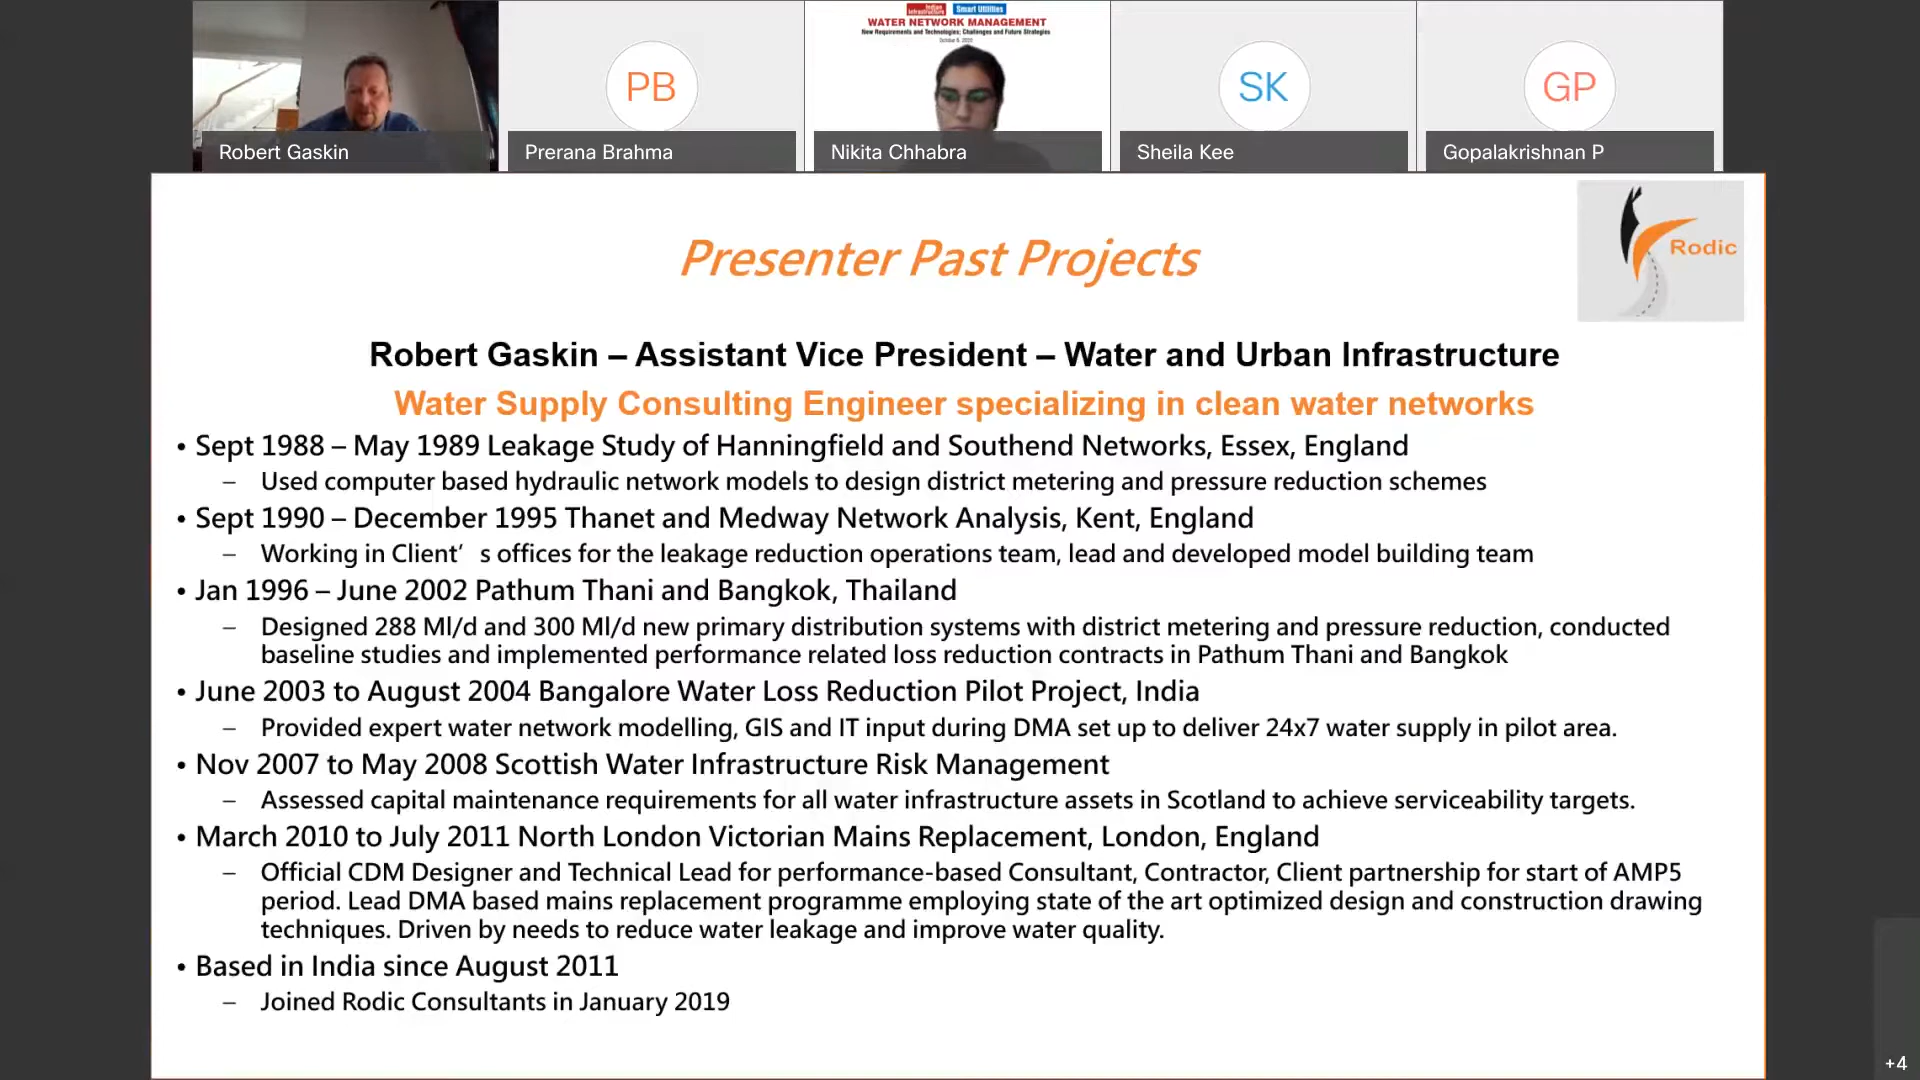 Indian Infrastructure
Smart Utilities
WATER NETWORK MANAGEMENT
New Requirements and Technologies; Challenges and Future Strategies
PB
SK
GP
Robert Gaskin
Prerana Brahma
Nikita Chhabra
Sheila Kee
Gopalakrishnan P
Rodic
Presenter Past Projects
Robert Gaskin – Assistant Vice President – Water and Urban Infrastructure
Water Supply Consulting Engineer specializing in clean water networks
• Sept 1988 – May 1989 Leakage Study of Hanningfield and Southend Networks, Essex, England
– Used computer based hydraulic network models to design district metering and pressure reduction schemes
• Sept 1990 – December 1995 Thanet and Medway Network Analysis, Kent, England
– Working in Client’ s offices for the leakage reduction operations team, lead and developed model building team
• Jan 1996 – June 2002 Pathum Thani and Bangkok, Thailand
– Designed 288 Ml/d and 300 Ml/d new primary distribution systems with district metering and pressure reduction, conducted
baseline studies and implemented performance related loss reduction contracts in Pathum Thani and Bangkok
• June 2003 to August 2004 Bangalore Water Loss Reduction Pilot Project, India
– Provided expert water network modelling, GIS and IT input during DMA set up to deliver 24x7 water supply in pilot area.
• Nov 2007 to May 2008 Scottish Water Infrastructure Risk Management
– Assessed capital maintenance requirements for all water infrastructure assets in Scotland to achieve serviceability targets.
• March 2010 to July 2011 North London Victorian Mains Replacement, London, England
– Official CDM Designer and Technical Lead for performance-based Consultant, Contractor, Client partnership for start of AMP5
period. Lead DMA based mains replacement programme employing state of the art optimized design and construction drawing
techniques. Driven by needs to reduce water leakage and improve water quality.
• Based in India since August 2011
– Joined Rodic Consultants in January 2019
+4